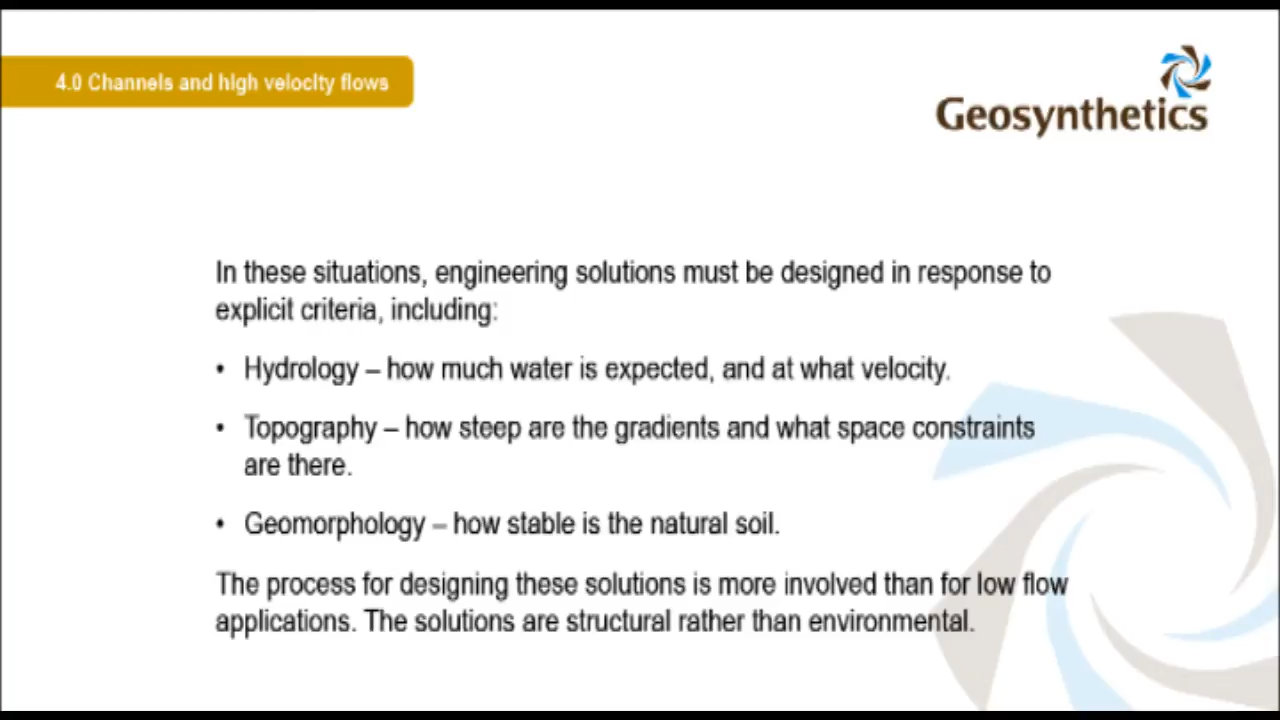 4.0 Channels and high velocity flows
Geosynthetics
In these situations, engineering solutions must be designed in response to
explicit criteria, including:
• Hydrology – how much water is expected, and at what velocity.
• Topography – how steep are the gradients and what space constraints
are there.
• Geomorphology – how stable is the natural soil.
The process for designing these solutions is more involved than for low flow
applications. The solutions are structural rather than environmental.